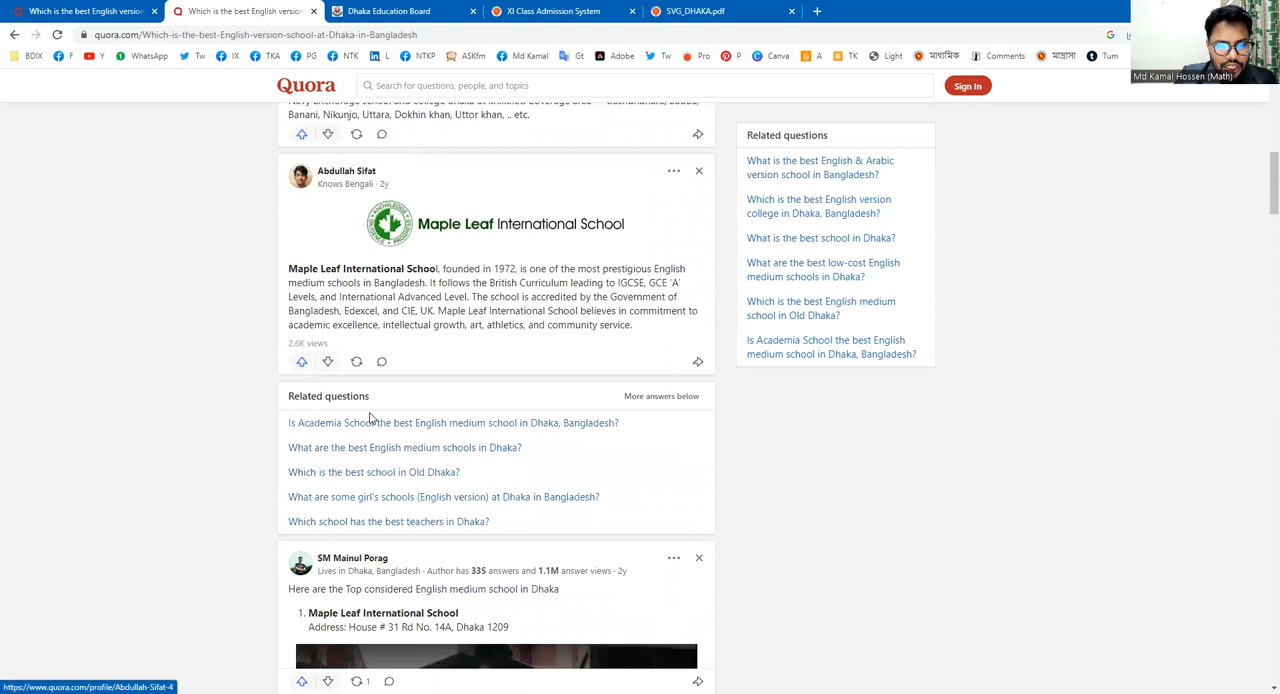 Which is the best English version
Which is the best English version
Dhaka Education Board
XI Class Admission System
SVG_DHAKA.pdf
quora.com/Which-is-the-best-English-version-school-at-Dhaka-in-Bangladesh
BDIX
F
YT
WhatsApp
Tw
IX
TKA
PG
NTK
L
NTKP
ASKfm
Md Kamal
Gt
Adobe
Tw
Pro
P
Canva
A
TK
Light
মাধ্যমিক
Comments
মাদ্রাসা
Tum
Md Kamal Hossen (Math)
Quora
Search for questions, people, and topics
Sign In
Banani, Nikunjo, Uttara, Dokhin khan, Uttor khan, .. etc.
Abdullah Sifat
Knows Bengali · 2y
Maple Leaf International School
Maple Leaf International School, founded in 1972, is one of the most prestigious English
medium schools in Bangladesh. It follows the British Curriculum leading to IGCSE, GCE 'A'
Levels, and International Advanced Level. The school is accredited by the Government of
Bangladesh, Edexcel, and CIE, UK. Maple Leaf International School believes in commitment to
academic excellence, intellectual growth, art, athletics, and community service.
2.6K views
Related questions
More answers below
Is Academia School the best English medium school in Dhaka, Bangladesh?
What are the best English medium schools in Dhaka?
Which is the best school in Old Dhaka?
What are some girl's schools (English version) at Dhaka in Bangladesh?
Which school has the best teachers in Dhaka?
SM Mainul Porag
Lives in Dhaka, Bangladesh · Author has 335 answers and 1.1M answer views · 2y
Here are the Top considered English medium school in Dhaka
1. Maple Leaf International School
Address: House # 31 Rd No. 14A, Dhaka 1209
1
Related questions
What is the best English & Arabic
version school in Bangladesh?
Which is the best English version
college in Dhaka, Bangladesh?
What is the best school in Dhaka?
What are the best low-cost English
medium schools in Dhaka?
Which is the best English medium
school in Old Dhaka?
Is Academia School the best English
medium school in Dhaka, Bangladesh?
https://www.quora.com/profile/Abdullah-Sifat-4